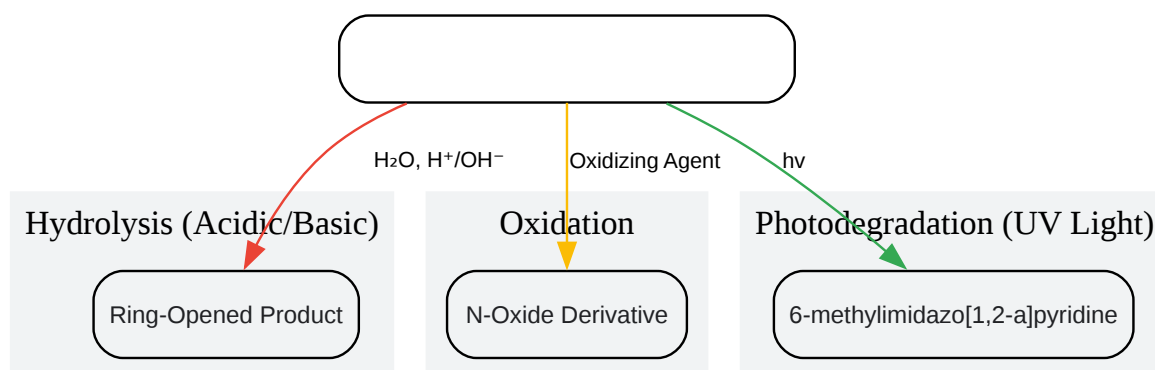 H₂O, H⁺/OH⁻
Oxidizing Agent
hv
Hydrolysis (Acidic/Basic)
Oxidation
Photodegradation (UV Light)
Ring-Opened Product
N-Oxide Derivative
6-methylimidazo[1,2-a]pyridine